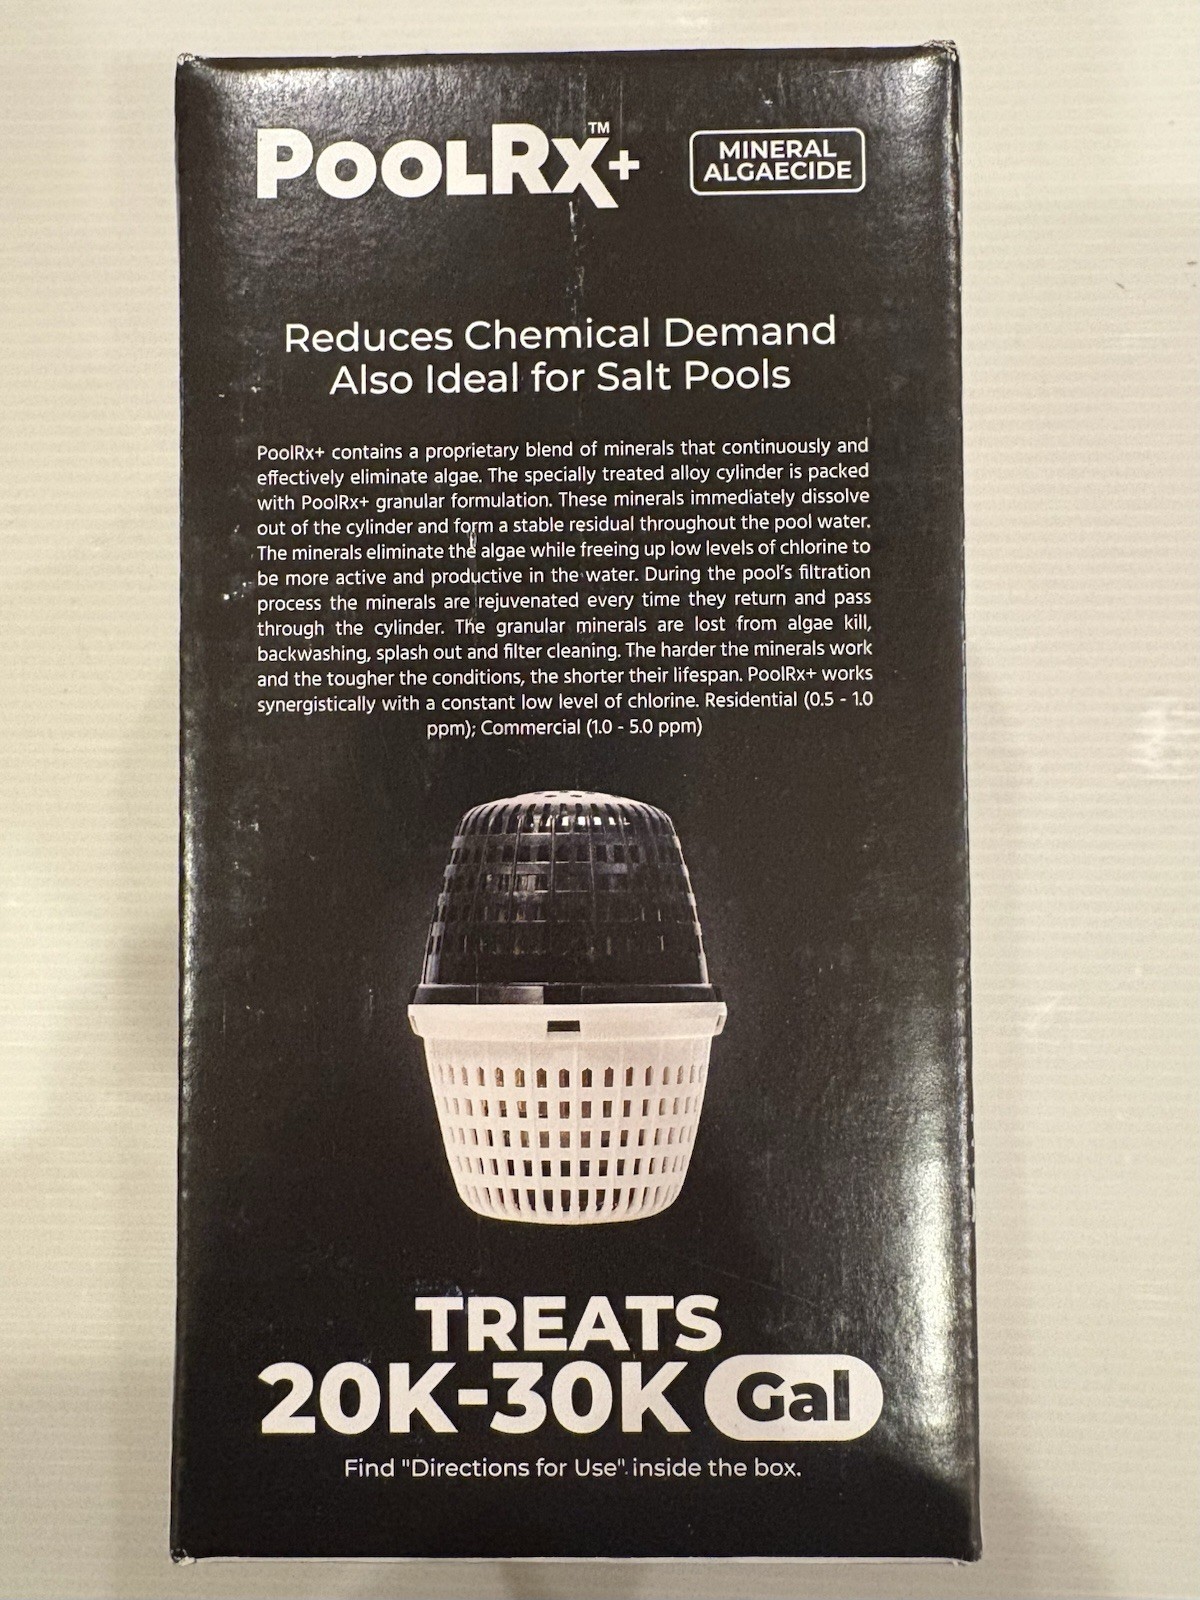 POOLRX™+
MINERAL
ALGAECIDE
Reduces Chemical Demand
Also Ideal for Salt Pools
PoolRx+ contains a proprietary blend of minerals that continuously and
effectively eliminate algae. The specially treated alloy cylinder is packed
with PoolRx+ granular formulation. These minerals immediately dissolve
out of the cylinder and form a stable residual throughout the pool water.
The minerals eliminate the algae while freeing up low levels of chlorine to
be more active and productive in the water. During the pool's filtration
process the minerals are rejuvenated every time they return and pass
through the cylinder. The granular minerals are lost from algae kill,
backwashing, splash out and filter cleaning. The harder the minerals work
and the tougher the conditions, the shorter their lifespan. PoolRx+ works
synergistically with a constant low level of chlorine. Residential (0.5 - 1.0
ppm); Commercial (1.0 - 5.0 ppm)
TREATS
20K-30K Gal
Find "Directions for Use" inside the box.